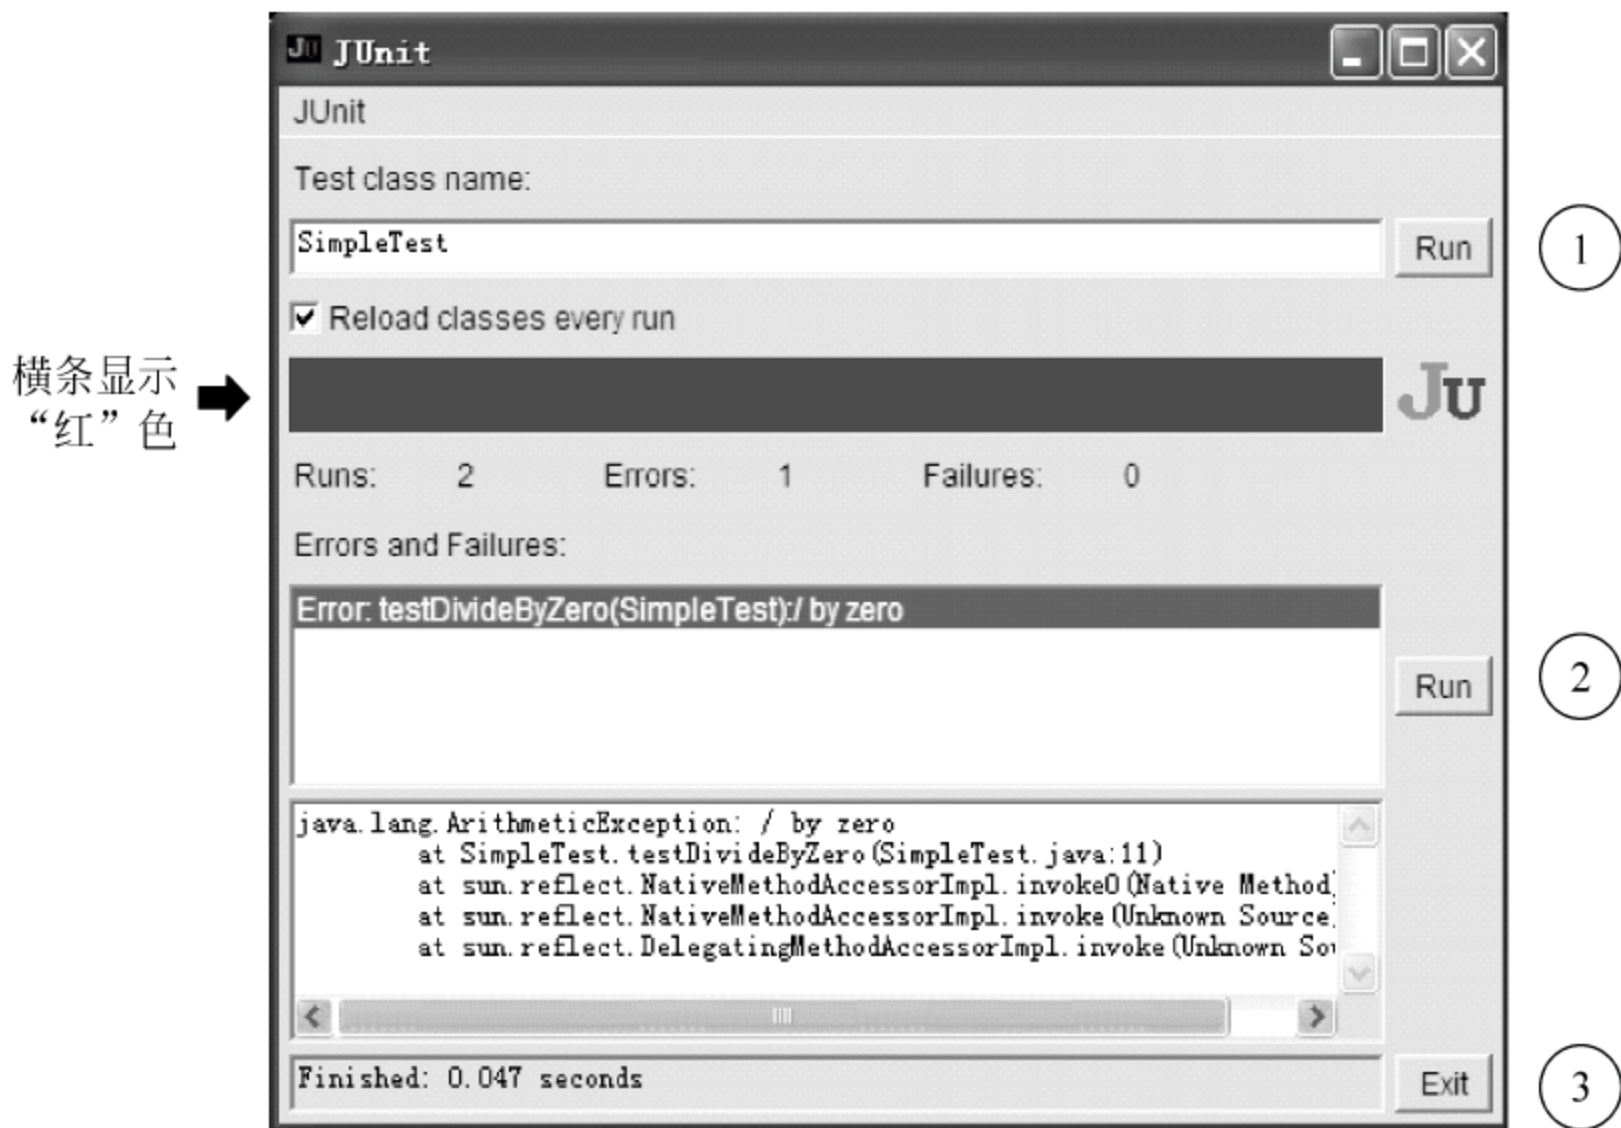 JU JUnit
JUnit
Test class name:
SimpleTest
Run
1
Reload classes every run
横条显示
“红”色
JU
Runs: 2 Errors: 1 Failures: 0
Errors and Failures:
Error: testDivideByZero(SimpleTest):/ by zero
Run
2
java.lang.ArithmeticException: / by zero
at SimpleTest.testDivideByZero(SimpleTest.java:11)
at sun.reflect.NativeMethodAccessorImpl.invoke0(Native Method)
at sun.reflect.NativeMethodAccessorImpl.invoke(Unknown Source
at sun.reflect.DelegatingMethodAccessorImpl.invoke(Unknown Sou
Finished: 0.047 seconds
Exit
3